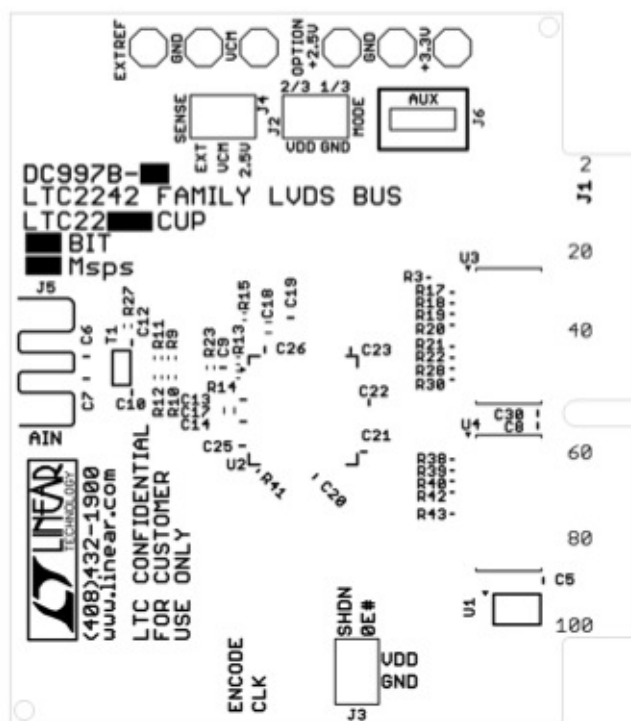 EXTREF
GND
VCM
OPTION
+2.5V
GND
+3.3V
2/3 1/3
SENSE
J4
J2
MODE
AUX
J6
EXT
VCM
2.5V
VDD GND
DC997B-
LTC2242 FAMILY LVDS BUS
LTC22 CUP
BIT
Msps
2
J1
20
40
60
80
100
J5
R27
C12
C6
T1
R11
R9
C7
C10
R12
R10
AIN
R15
C18
C19
R23
C9
R13
C26
R14
C13
C17
C14
C25
U2
R41
C20
C23
C22
C21
U3
R3
R17
R18
R19
R20
R21
R22
R28
R30
C30
C8
U4
R38
R39
R40
R42
R43
C5
U1
LINEAR
TECHNOLOGY
(408)432-1900
www.linear.com
LTC CONFIDENTIAL
FOR CUSTOMER
USE ONLY
ENCODE
CLK
SHDN
OE#
VDD
GND
J3